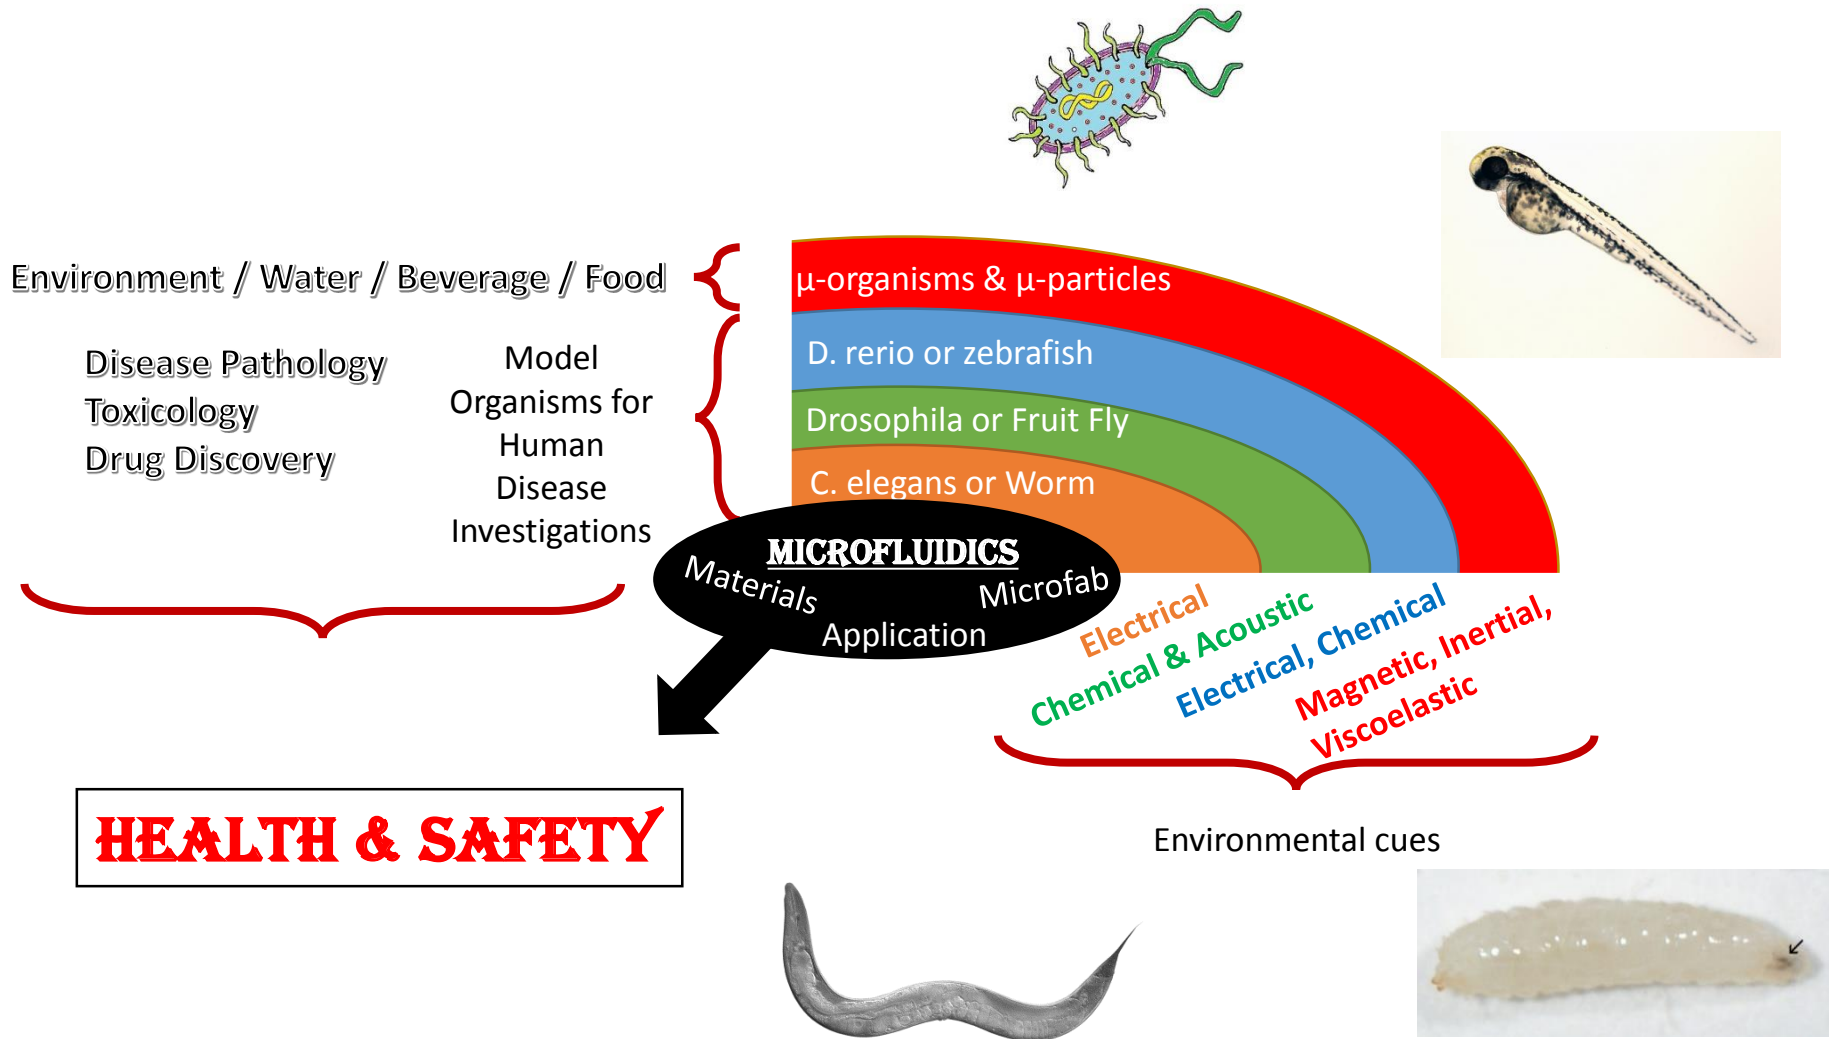 Environment / Water / Beverage / Food
Disease Pathology
Toxicology
Drug Discovery
Model
Organisms for
Human
Disease
Investigations
μ-organisms & μ-particles
D. rerio or zebrafish
Drosophila or Fruit Fly
C. elegans or Worm
MICROFLUIDICS
Materials
Microfab
Application
Electrical
Chemical & Acoustic
Electrical, Chemical
Magnetic, Inertial,
Viscoelastic
HEALTH & SAFETY
Environmental cues